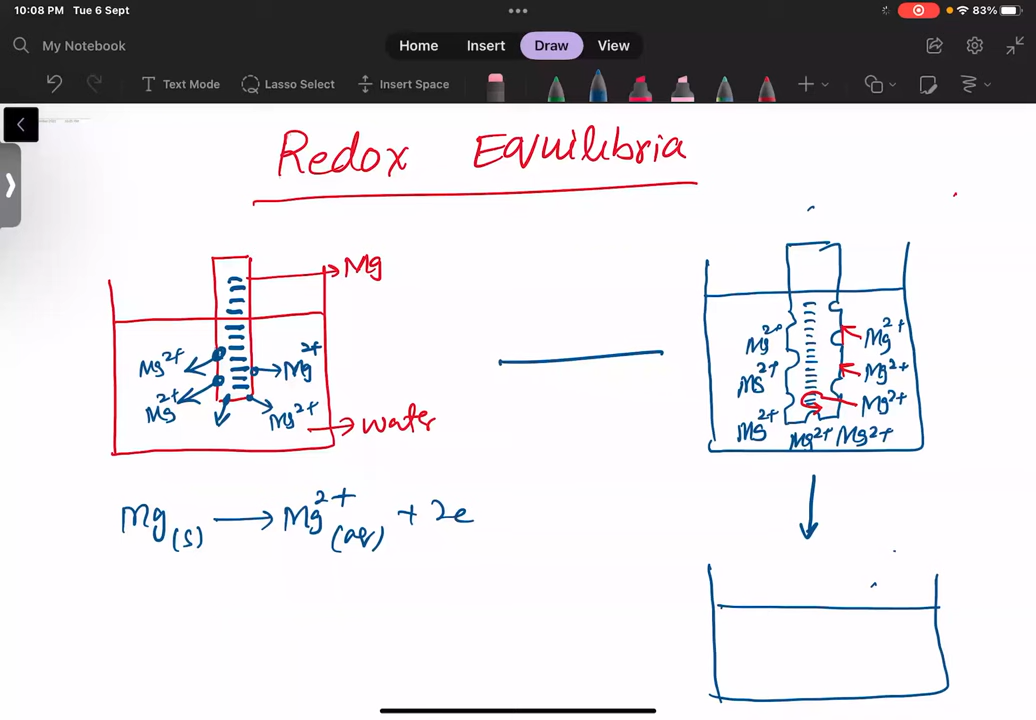 10:08 PM Tue 6 Sept 83%
My Notebook Home Insert Draw View
Text Mode Lasso Select Insert Space
Redox Equilibria
Mg
Mg2+ Mg2+
Mg2+ Mg2+
water
Mg(s) → Mg2+(aq) + 2e
Mg2+ Mg2+
Mg2+ Mg2+
Mg2+ Mg2+
Mg2+ Mg2+